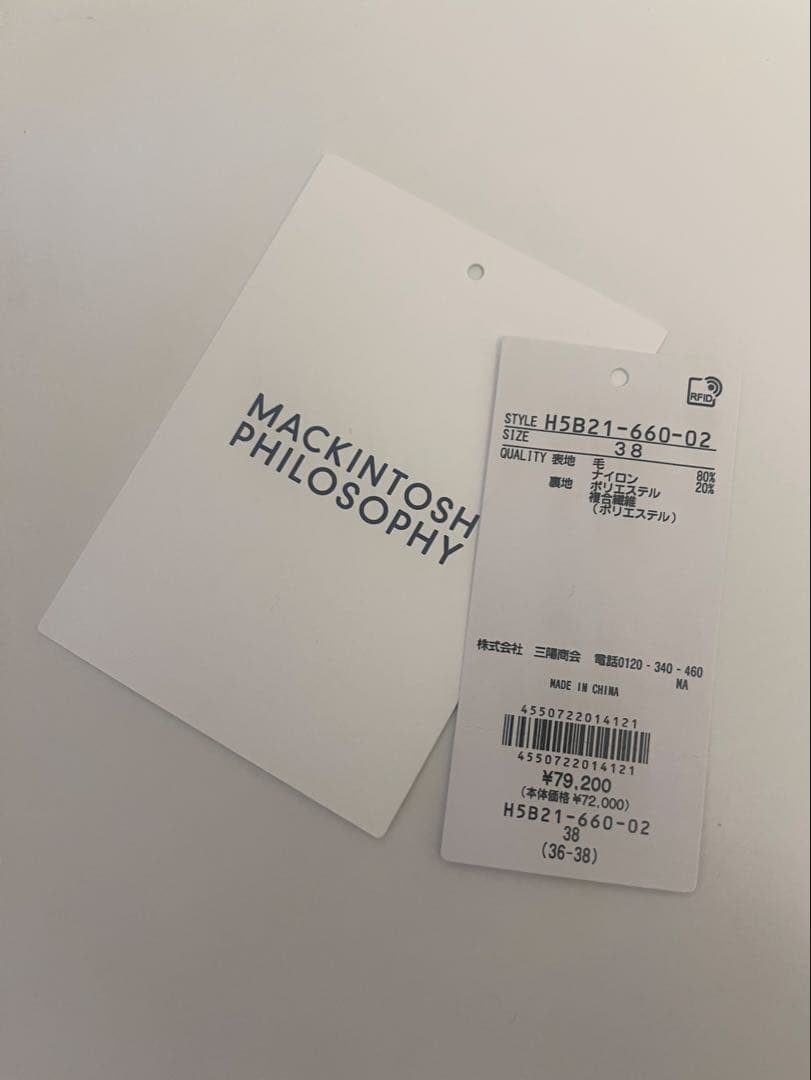 MACKINTOSH
PHILOSOPHY
RFID
STYLE H5B21-660-02
SIZE 38
QUALITY 表地 毛 80%
ナイロン 20%
裏地 ポリエステル
複合繊維
(ポリエステル)
株式会社 三陽商会 電話0120-340-460
NA
MADE IN CHINA
4550722014121
4550722014121
¥79,200
(本体価格 ¥72,000)
H5B21-660-02
38
(36-38)